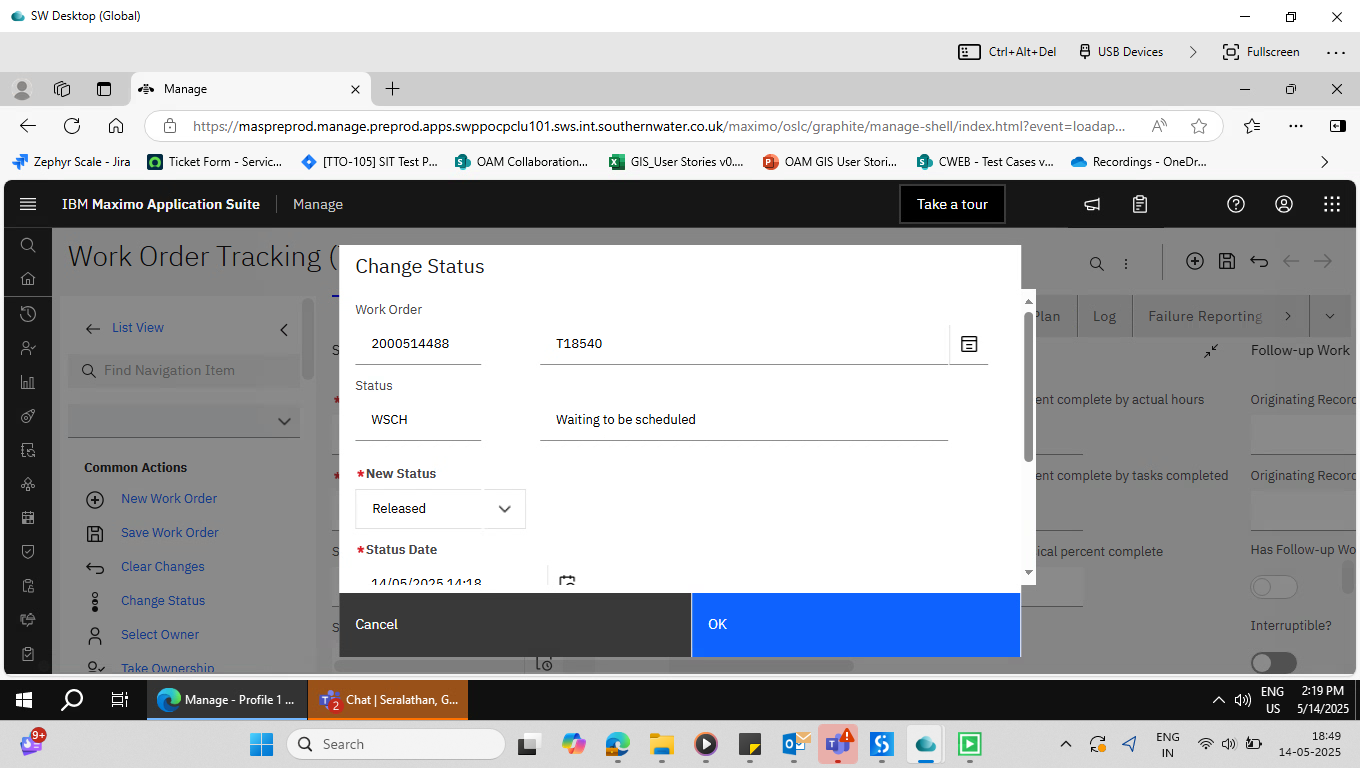 SW Desktop (Global)
Ctrl+Alt+Del USB Devices Fullscreen
Manage
https://maspreprod.manage.preprod.apps.swppocpclu101.sws.int.southernwater.co.uk/maximo/oslc/graphite/manage-shell/index.html?event=loadap...
Zephyr Scale - Jira Ticket Form - Servic... [TTO-105] SIT Test P... OAM Collaboration... GIS_User Stories v0.... OAM GIS User Stori... CWEB - Test Cases v... Recordings - OneDr...
IBM Maximo Application Suite Manage Take a tour
Work Order Tracking (
Change Status
List View
Find Navigation Item
Common Actions
New Work Order
Save Work Order
Clear Changes
Change Status
Select Owner
Take Ownership
Work Order
2000514488 T18540
Status
WSCH Waiting to be scheduled
*New Status
Released
*Status Date
14/05/2025 14:18
Cancel OK
Plan Log Failure Reporting
Follow-up Work
ent complete by actual hours Originating Recor
ent complete by tasks completed Originating Recor
ical percent complete Has Follow-up Wo
Interruptible?
Manage - Profile 1 ... 2 Chat | Seralathan, G... ENG US 2:19 PM 5/14/2025
9+ Search ENG IN 18:49 14-05-2025